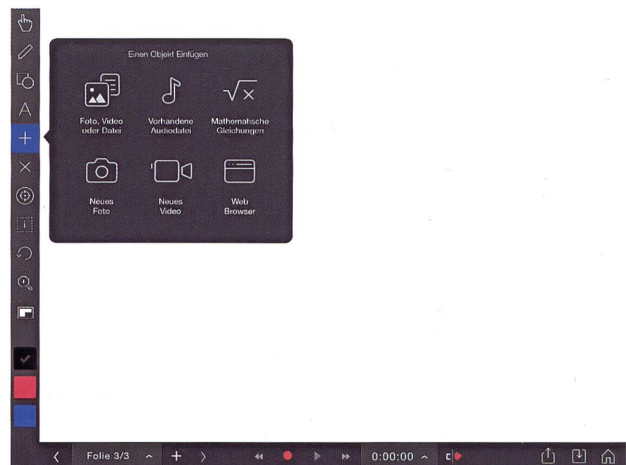 Einen Objekt Einfügen
Foto, Video
oder Datei
Vorhandene
Audiodatei
Mathematische
Gleichungen
Neues
Foto
Neues
Video
Web
Browser
A
Folie 3/3
0:00:00